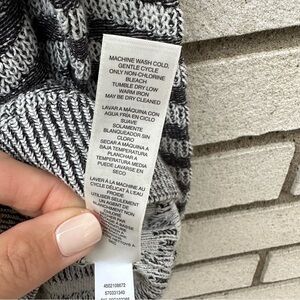 MACHINE WASH COLD,
GENTLE CYCLE
ONLY NON-CHLORINE
BLEACH
TUMBLE DRY LOW
WARM IRON
MAY BE DRY CLEANED
LAVAR A MÁQUINA CON
AGUA FRÍA EN CICLO
SUAVE
SOLAMENTE
BLANQUEADOR SIN
CLORO
SECAR A MÁQUINA A
BAJA TEMPERATURA
PLANCHAR A
TEMPERATURA MEDIA
PUEDE LAVARSE EN
SECO
LAVER À LA MACHINE AU
CYCLE DÉLICAT À L'EAU
FROIDE
UTILISER SEULEMENT
UN AGENT DE